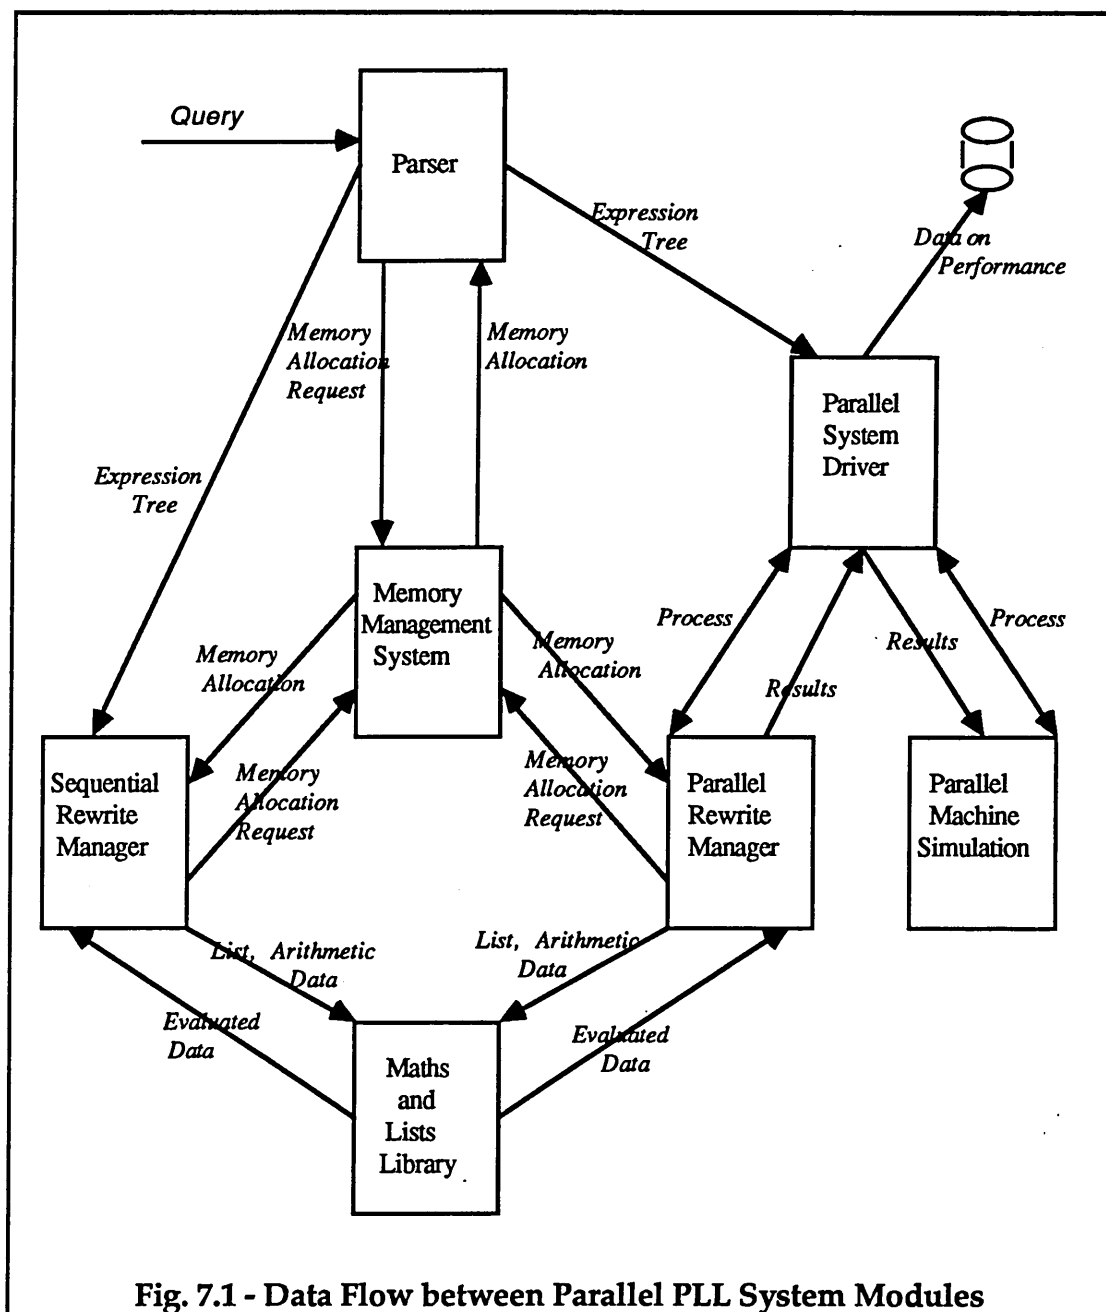 Query
Parser
Expression
Tree
Data on
Performance
Memory
Allocation
Request
Memory
Allocation
Parallel
System
Driver
Expression
Tree
Memory
Management
System
Process
Results
Process
Memory
Allocation
Memory
Allocation
Results
Sequential
Rewrite
Manager
Memory
Allocation
Request
Memory
Allocation
Request
Parallel
Rewrite
Manager
Parallel
Machine
Simulation
List, Arithmetic
Data
List, Arithmetic
Data
Evaluated
Data
Evaluated
Data
Maths
and
Lists
Library
Fig. 7.1 - Data Flow between Parallel PLL System Modules